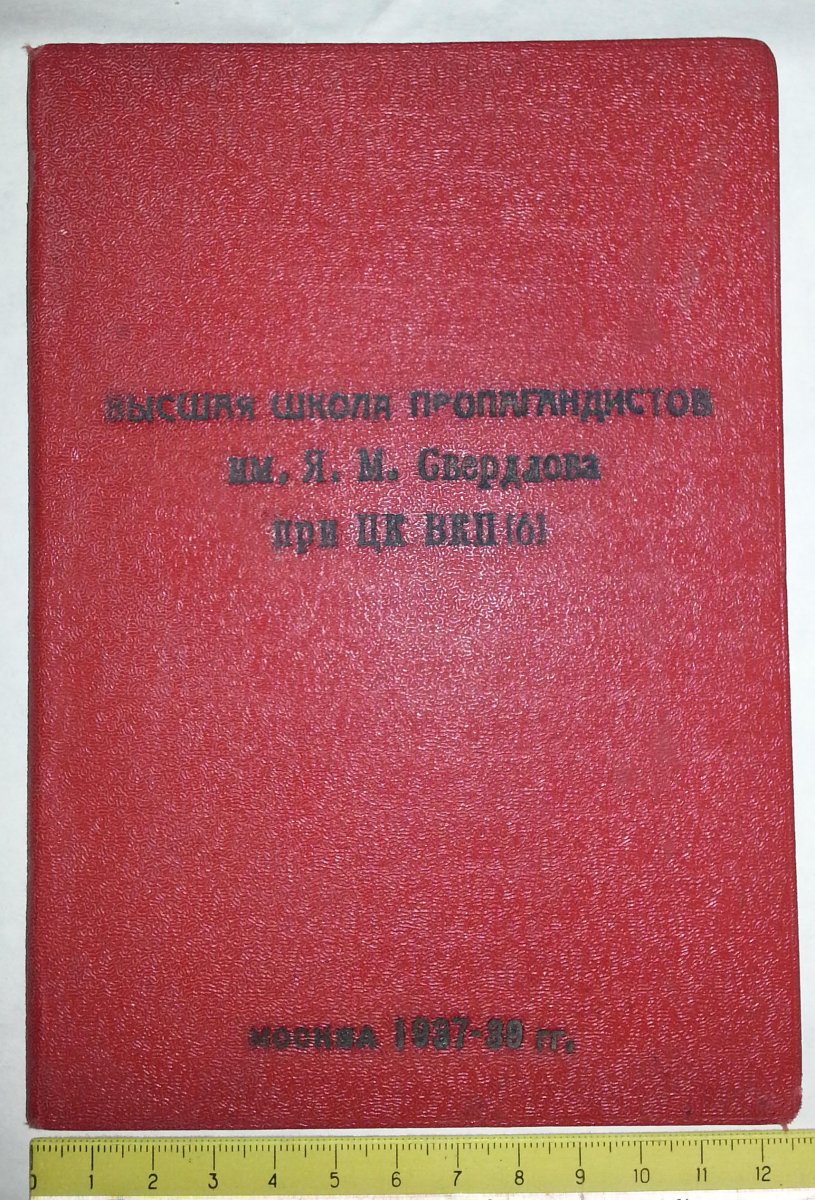 ВЫСШАЯ ШКОЛА ПРОПАГАНДИСТОВ
им. Я. М. Свердлова
при ЦК ВКП(б)
МОСКВА 1937-39 гг.
1 2 3 4 5 6 7 8 9 10 11 12